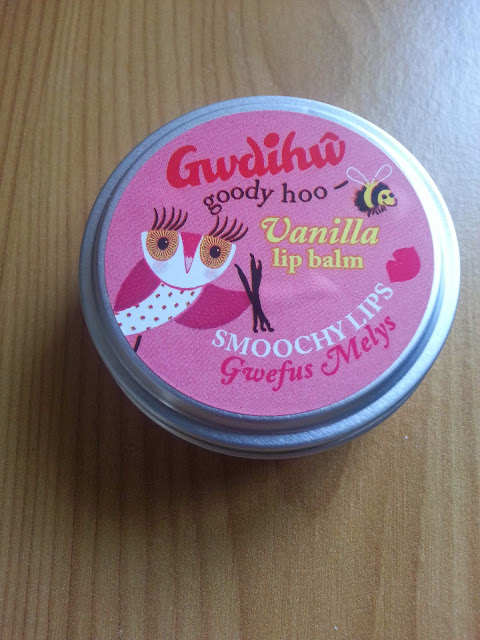 Gwdihŵ
goody hoo
Vanilla
lip balm
SMOOCHY LIPS
Gwefus Melys